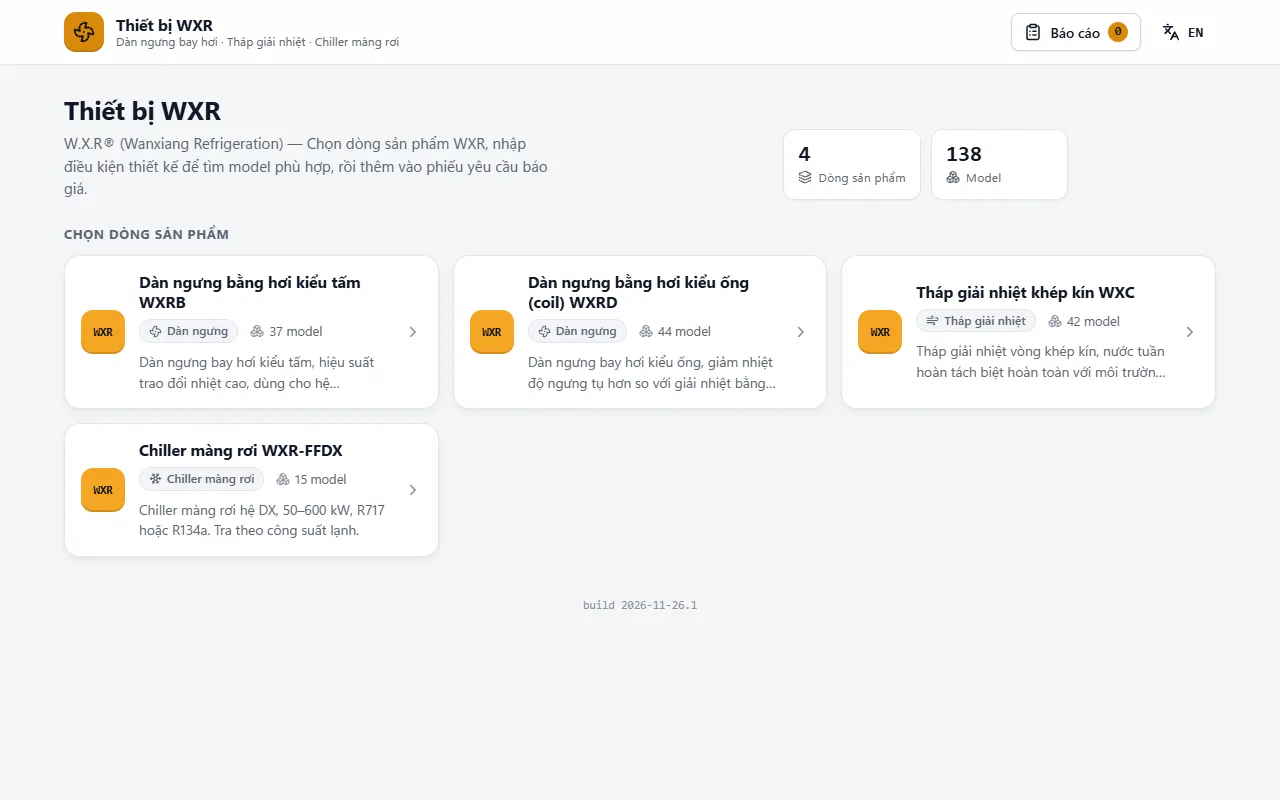 Thiết bị WXR
Dàn ngưng bay hơi · Tháp giải nhiệt · Chiller màng rơi
Báo cáo 0
EN
Thiết bị WXR
W.X.R® (Wanxiang Refrigeration) — Chọn dòng sản phẩm WXR, nhập
điều kiện thiết kế để tìm model phù hợp, rồi thêm vào phiếu yêu cầu báo
giá.
4
Dòng sản phẩm
138
Model
CHỌN DÒNG SẢN PHẨM
WXR
Dàn ngưng bằng hơi kiểu tấm
WXRB
Dàn ngưng 37 model
Dàn ngưng bay hơi kiểu tấm, hiệu suất
trao đổi nhiệt cao, dùng cho hệ...
WXR
Dàn ngưng bằng hơi kiểu ống
(coil) WXRD
Dàn ngưng 44 model
Dàn ngưng bay hơi kiểu ống, giảm nhiệt
độ ngưng tụ hơn so với giải nhiệt bằng...
WXR
Tháp giải nhiệt khép kín WXC
Tháp giải nhiệt 42 model
Tháp giải nhiệt vòng khép kín, nước tuần
hoàn tách biệt hoàn toàn với môi trườn...
WXR
Chiller màng rơi WXR-FFDX
Chiller màng rơi 15 model
Chiller màng rơi hệ DX, 50–600 kW, R717
hoặc R134a. Tra theo công suất lạnh.
build 2026-11-26.1